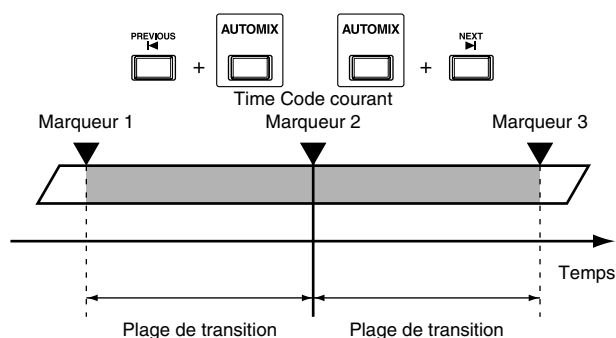 PREVIOUS AUTOMIX AUTOMIX NEXT
+ +
Time Code courant
Marqueur 1 Marqueur 2 Marqueur 3
Temps
Plage de transition Plage de transition